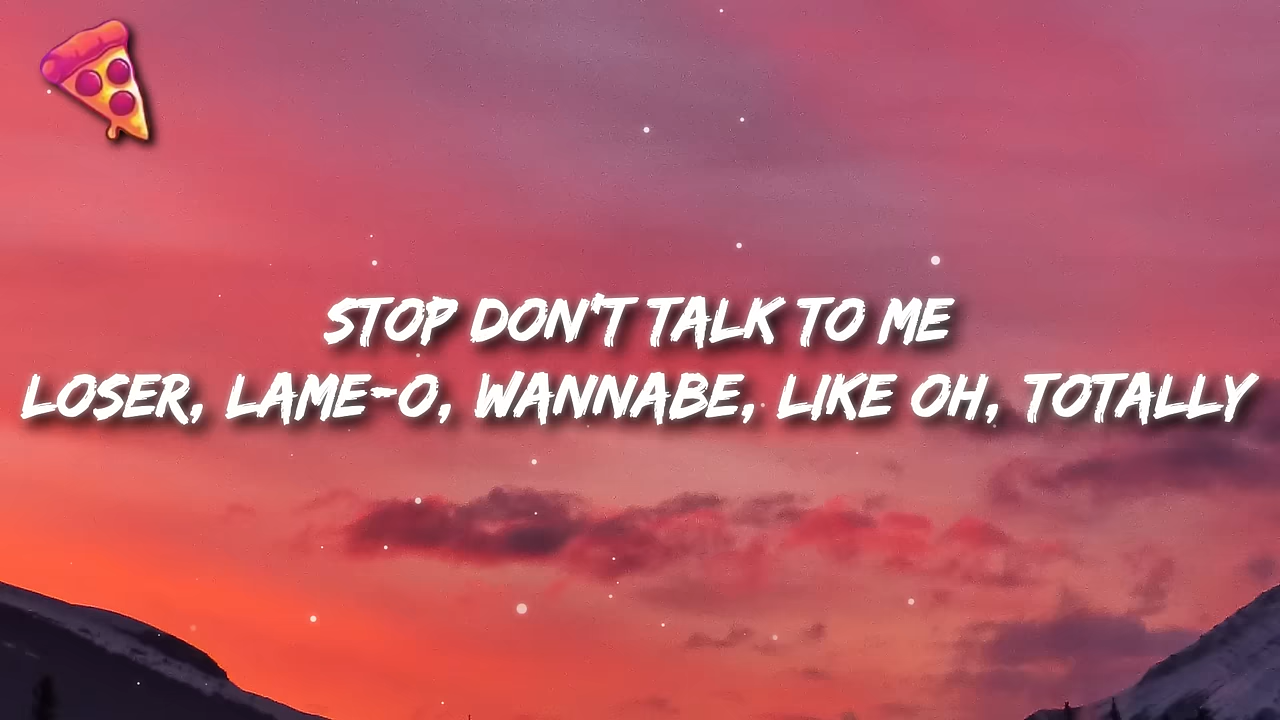 STOP DON'T TALK TO ME
LOSER, LAME-O, WANNABE, LIKE OH, TOTALLY